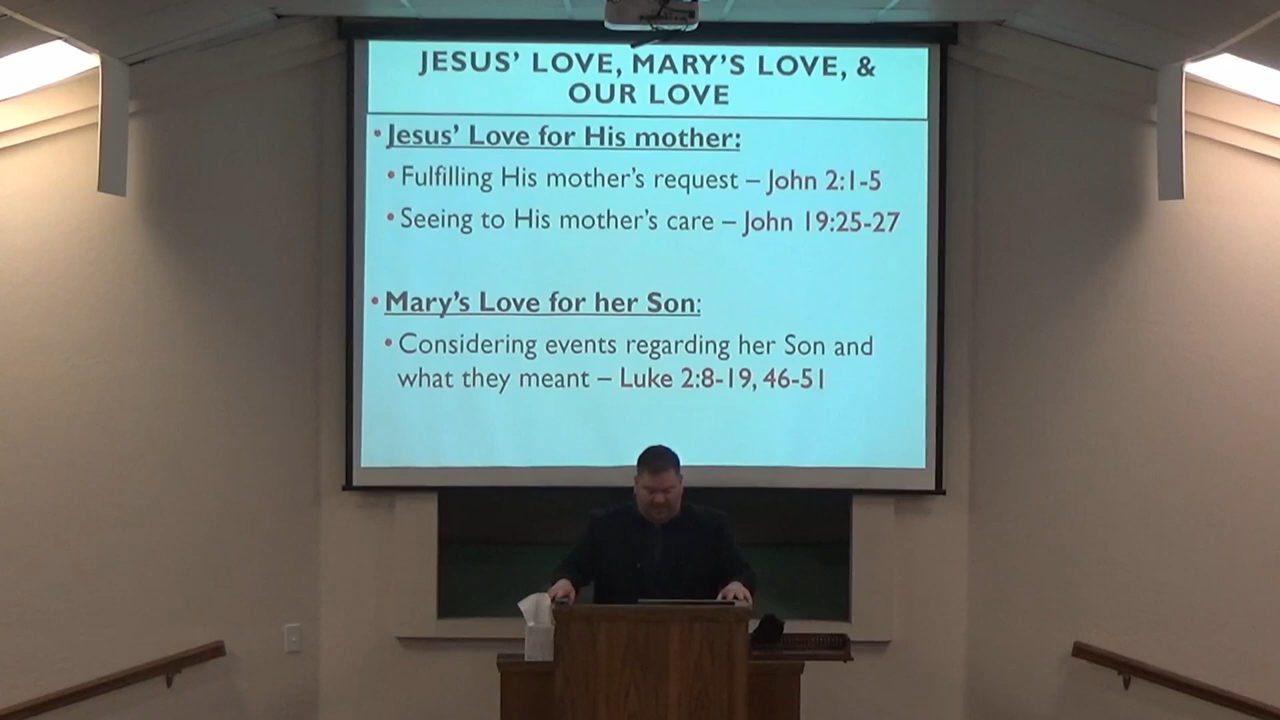 JESUS’ LOVE, MARY’S LOVE, &
OUR LOVE
• Jesus’ Love for His mother:
• Fulfilling His mother’s request – John 2:1-5
• Seeing to His mother’s care – John 19:25-27
• Mary’s Love for her Son:
• Considering events regarding her Son and
what they meant – Luke 2:8-19, 46-51